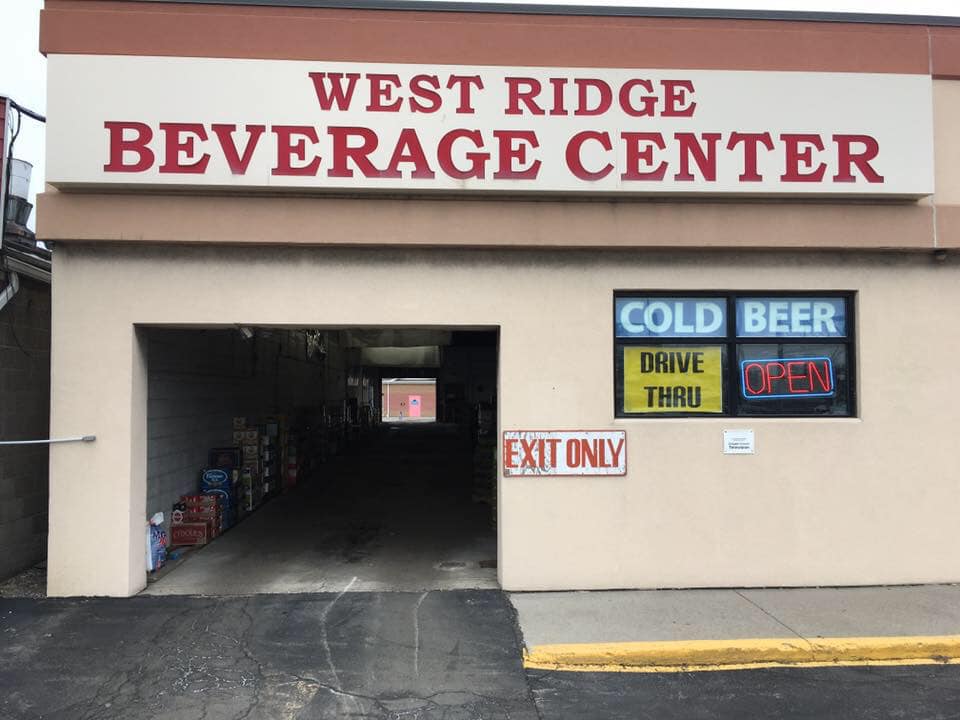 WEST RIDGE
BEVERAGE CENTER
COLD BEER
DRIVE
THRU
OPEN
EXIT ONLY